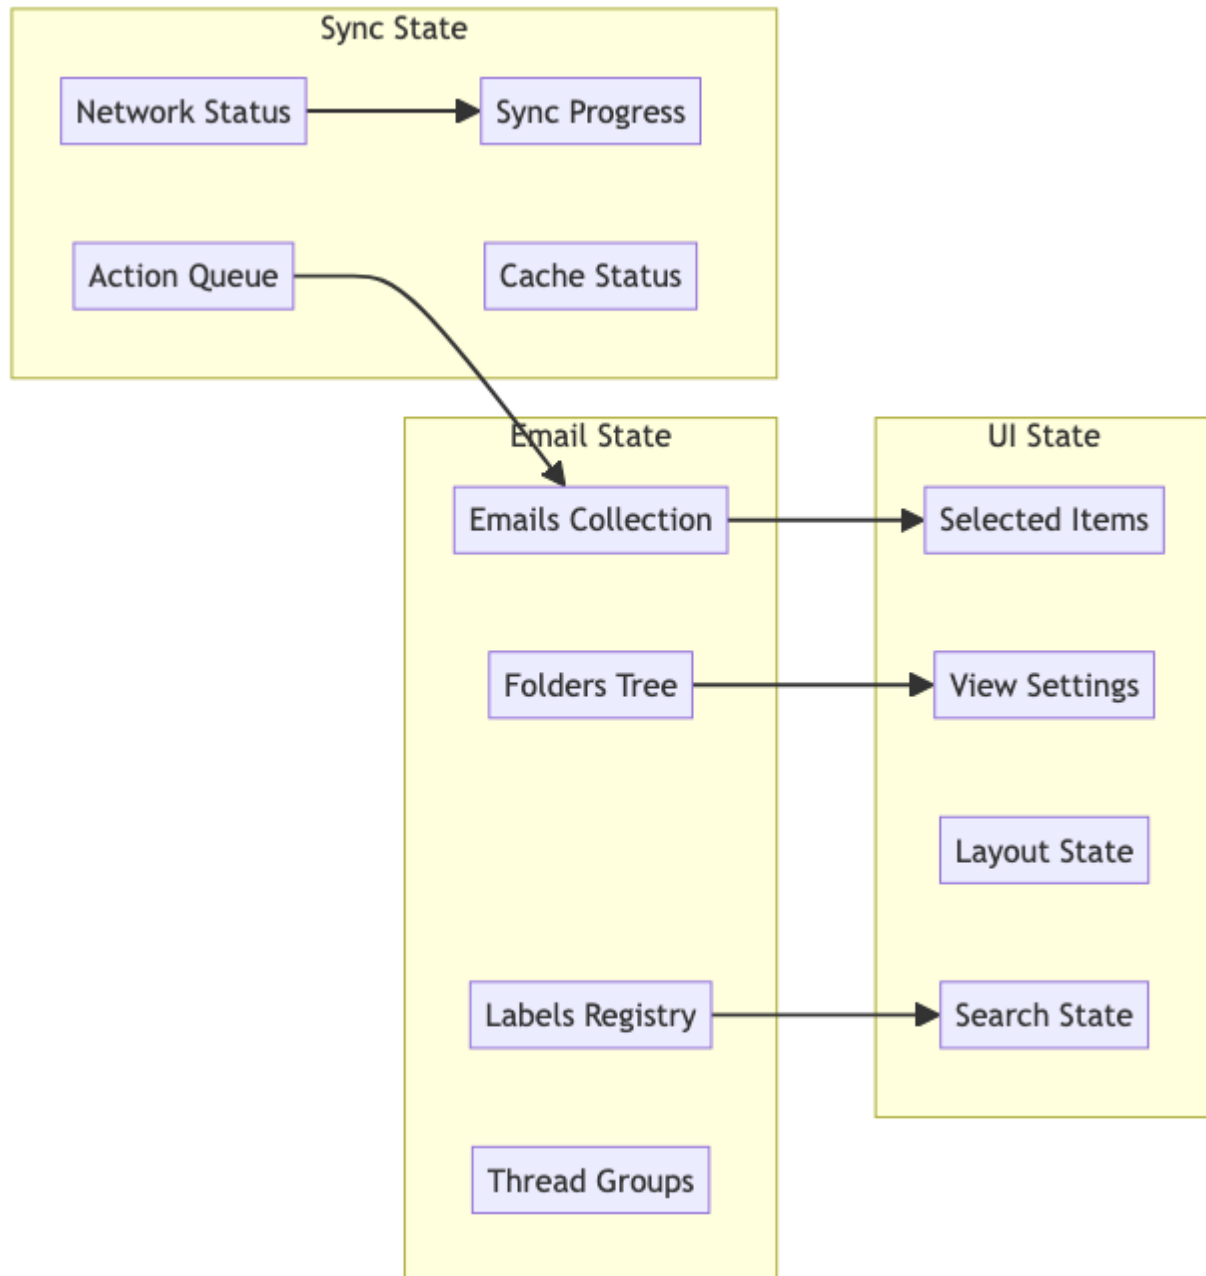 Sync State
Network Status
Sync Progress
Action Queue
Cache Status
Email State
Emails Collection
Folders Tree
Labels Registry
Thread Groups
UI State
Selected Items
View Settings
Layout State
Search State